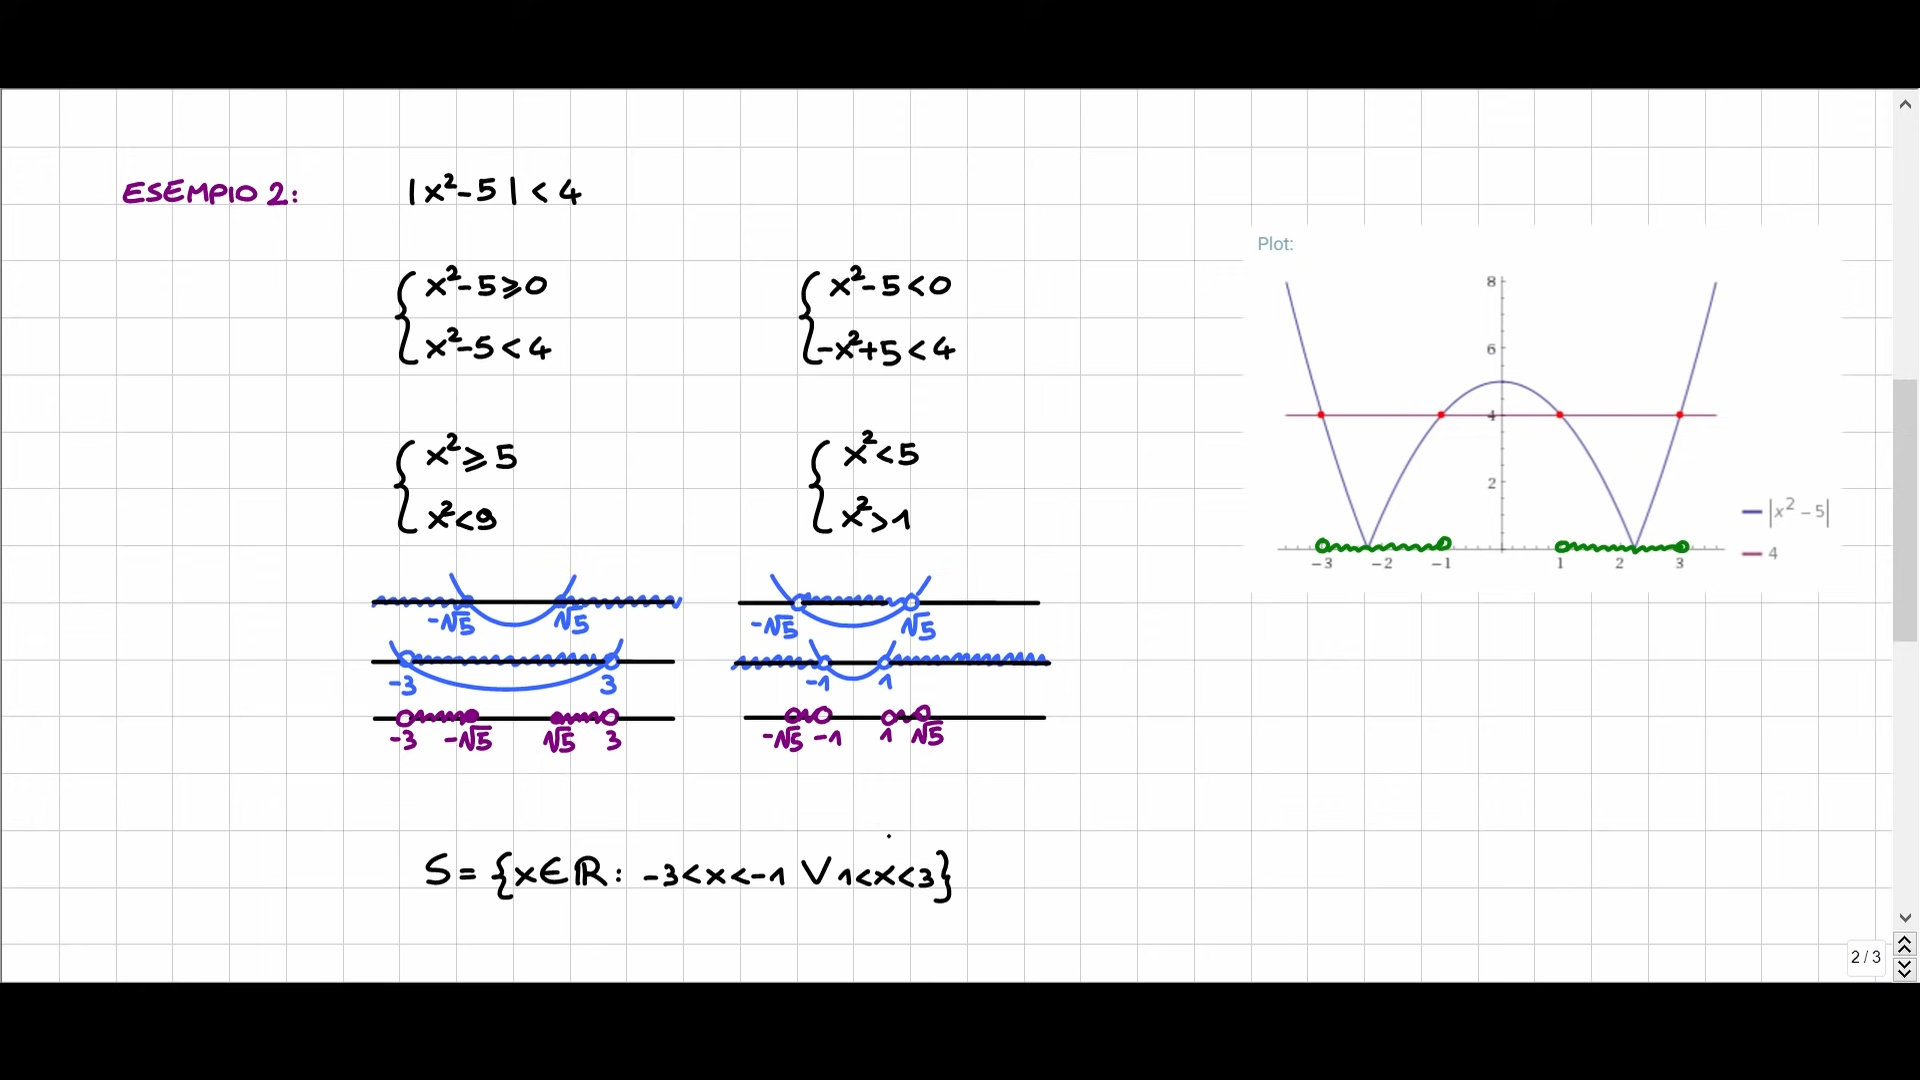 ESEMPIO 2: |x²-5|<4
{x²-5⩾0
x²-5<4
{x²-5<0
-x²+5<4
{x²⩾5
x²<9
{x²<5
x²>1
-√5 √5
-3 3
-3 -√5 √5 3
-√5 √5
-1 1
-√5 -1 1 √5
S={x∈ℝ: -3<x<-1 ∨ 1<x<3}
Plot:
8
6
4
2
-3 -2 -1 1 2 3
|x² - 5|
4
2 / 3